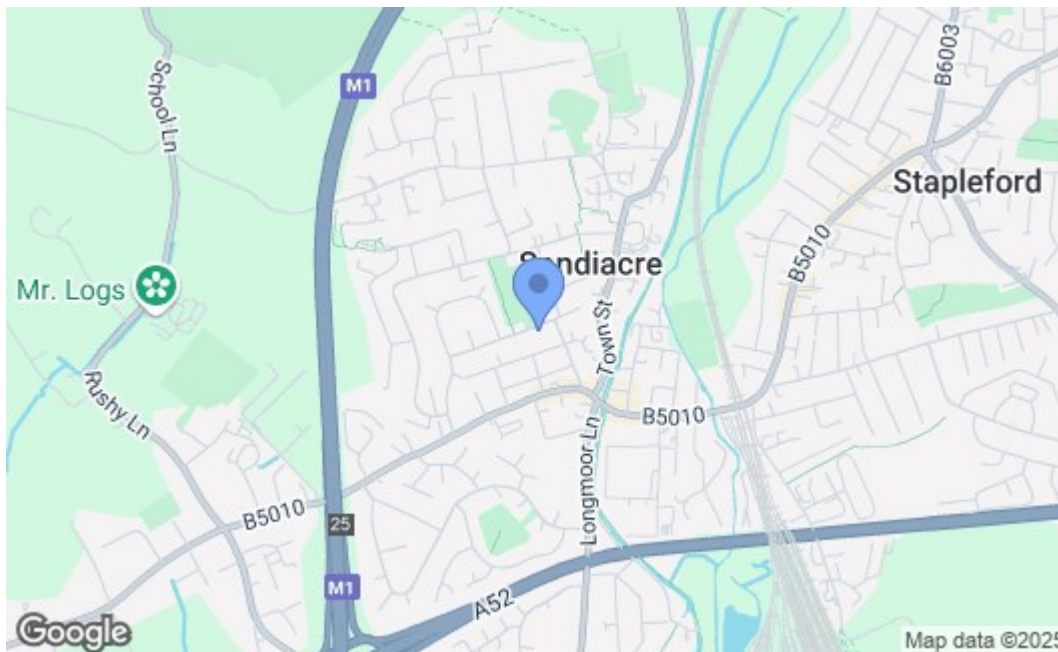 M1
School Ln
B6003
Stapleford
Sandiacre
B5010
Mr. Logs
Town St
Rushy Ln
B5010
Longmoor Ln
B5010
25
M1
A52
Google
Map data ©2025